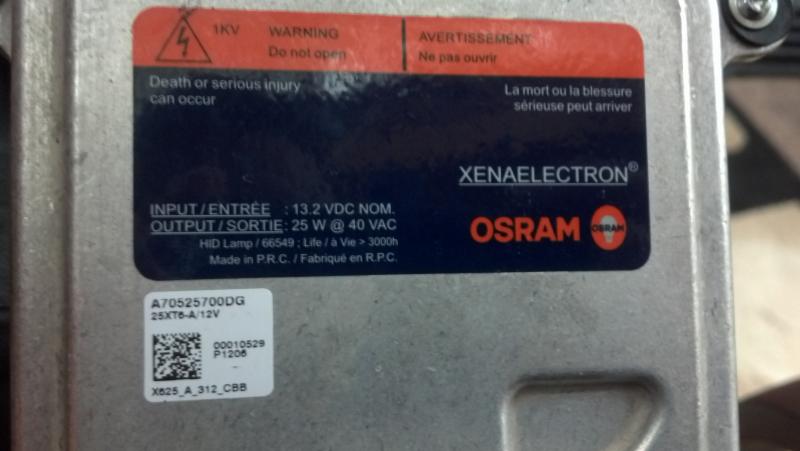 1KV
WARNING
Do not open
AVERTISSEMENT
Ne pas ouvrir
Death or serious injury
can occur
La mort ou la blessure
sérieuse peut arriver
XENAELECTRON®
INPUT / ENTRÉE : 13.2 VDC NOM.
OUTPUT / SORTIE : 25 W @ 40 VAC
HID Lamp / 66549 ; Life / à Vie > 3000h
Made in P.R.C. / Fabriqué en R.P.C.
OSRAM
OSRAM
A70525700DG
25XT6-A/12V
00010529
P1206
X625_A_312_CBB